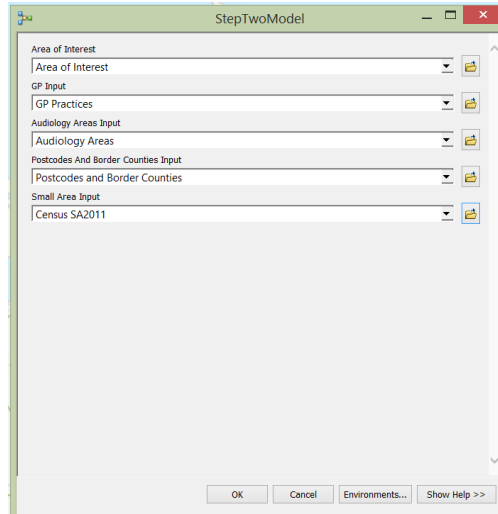 StepTwoModel
Area of Interest
Area of Interest
GP Input
GP Practices
Audiology Areas Input
Audiology Areas
Postcodes And Border Counties Input
Postcodes and Border Counties
Small Area Input
Census SA2011
OK Cancel Environments... Show Help >>